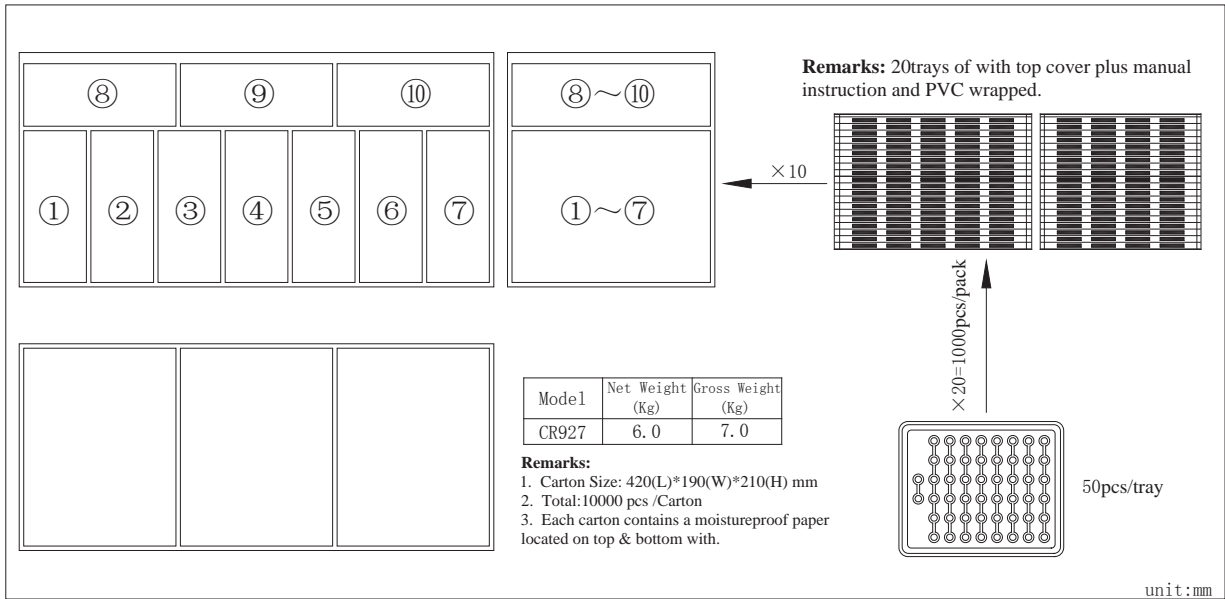 ⑧ ⑨ ⑩
① ② ③ ④ ⑤ ⑥ ⑦
⑧～⑩
①～⑦
×10
Remarks: 20trays of with top cover plus manual
instruction and PVC wrapped.
×20=1000pcs/pack
50pcs/tray
Model Net Weight (Kg) Gross Weight (Kg)
CR927 6.0 7.0
Remarks:
1. Carton Size: 420(L)*190(W)*210(H) mm
2. Total:10000 pcs /Carton
3. Each carton contains a moistureproof paper
located on top & bottom with.
unit:mm